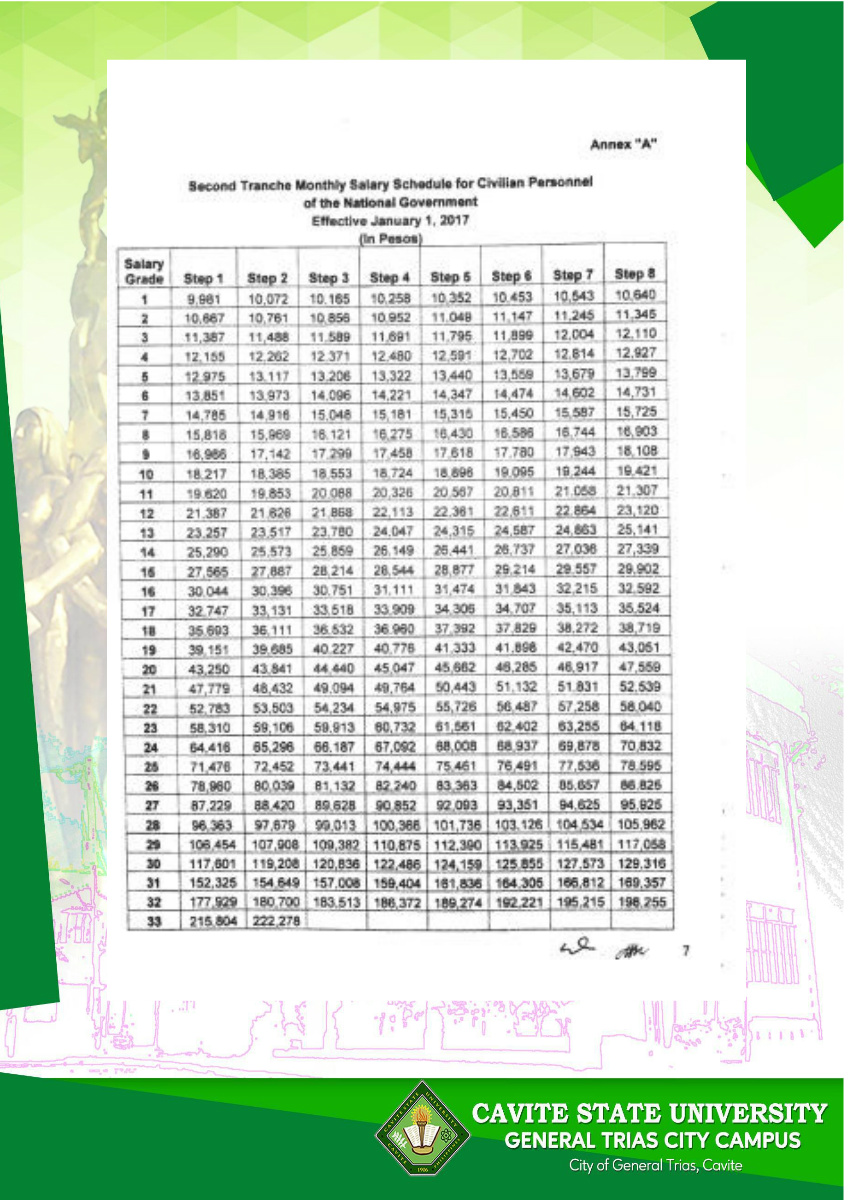 Annex "A"
Second Tranche Monthly Salary Schedule for Civilian Personnel
of the National Government
Effective January 1, 2017
(In Pesos)
Salary Grade Step 1 Step 2 Step 3 Step 4 Step 5 Step 6 Step 7 Step 8
1 9,981 10,072 10,165 10,258 10,352 10,453 10,543 10,640
2 10,667 10,761 10,856 10,952 11,048 11,147 11,245 11,345
3 11,387 11,488 11,589 11,691 11,795 11,899 12,004 12,110
4 12,155 12,262 12,371 12,480 12,591 12,702 12,814 12,927
5 12,975 13,117 13,206 13,322 13,440 13,559 13,679 13,799
6 13,851 13,973 14,096 14,221 14,347 14,474 14,602 14,731
7 14,785 14,916 15,048 15,181 15,315 15,450 15,587 15,725
8 15,818 15,969 16,121 16,275 16,430 16,586 16,744 16,903
9 16,986 17,142 17,299 17,458 17,618 17,780 17,943 18,108
10 18,217 18,385 18,553 18,724 18,896 19,095 19,244 19,421
11 19,620 19,853 20,088 20,326 20,567 20,811 21,058 21,307
12 21,387 21,626 21,868 22,113 22,361 22,611 22,864 23,120
13 23,257 23,517 23,780 24,047 24,315 24,587 24,863 25,141
14 25,290 25,573 25,859 26,149 26,441 26,737 27,036 27,339
15 27,565 27,887 28,214 28,544 28,877 29,214 29,557 29,902
16 30,044 30,396 30,751 31,111 31,474 31,843 32,215 32,592
17 32,747 33,131 33,518 33,909 34,306 34,707 35,113 35,524
18 35,693 36,111 36,532 36,960 37,392 37,829 38,272 38,719
19 39,151 39,685 40,227 40,776 41,333 41,898 42,470 43,051
20 43,250 43,841 44,440 45,047 45,662 46,285 46,917 47,559
21 47,779 48,432 49,094 49,764 50,443 51,132 51,831 52,539
22 52,783 53,503 54,234 54,975 55,726 56,487 57,258 58,040
23 58,310 59,106 59,913 60,732 61,561 62,402 63,255 64,118
24 64,416 65,296 66,187 67,092 68,008 68,937 69,878 70,832
25 71,476 72,452 73,441 74,444 75,461 76,491 77,536 78,595
26 78,960 80,039 81,132 82,240 83,363 84,502 85,657 86,825
27 87,229 88,420 89,628 90,852 92,093 93,351 94,625 95,925
28 96,363 97,679 99,013 100,366 101,736 103,126 104,534 105,962
29 106,454 107,908 109,382 110,875 112,390 113,925 115,481 117,058
30 117,601 119,208 120,836 122,486 124,159 125,855 127,573 129,316
31 152,325 154,649 157,008 159,404 161,836 164,305 166,812 169,357
32 177,929 180,700 183,513 186,372 189,274 192,221 195,215 198,255
33 215,804 222,278
7
CAVITE STATE UNIVERSITY
GENERAL TRIAS CITY CAMPUS
City of General Trias, Cavite
CAVITE STATE UNIVERSITY
1906